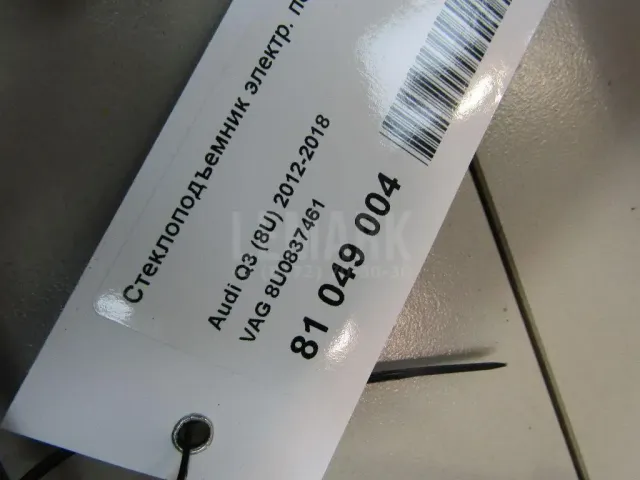 Стеклоподъемник электр.
Audi Q3 (8U) 2012-2018
VAG 8U0837461
81 049 004